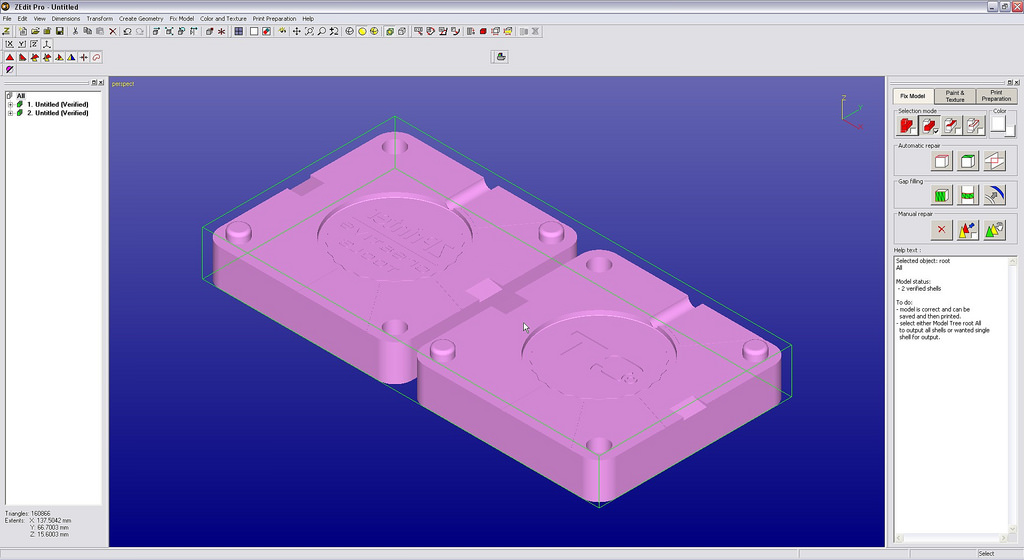 ZEdit Pro - Untitled
File Edit View Dimensions Transform Create Geometry Fix Model Color and Texture Print Preparation Help
X Y Z
All
1. Untitled (Verified)
2. Untitled (Verified)
perspect
Z
Y
X
Fix Model
Paint & Texture
Print Preparation
Selection mode
Color
Automatic repair
Gap filling
Manual repair
Help text :
Selected object: root
All
Model status:
- 2 verified shells
To do:
- model is correct and can be
saved and then printed.
- select either Model Tree root All
to output all shells or wanted single
shell for output.
Triangles: 160866
Extents: X: 137.5042 mm
Y: 66.7003 mm
Z: 15.6003 mm
Select